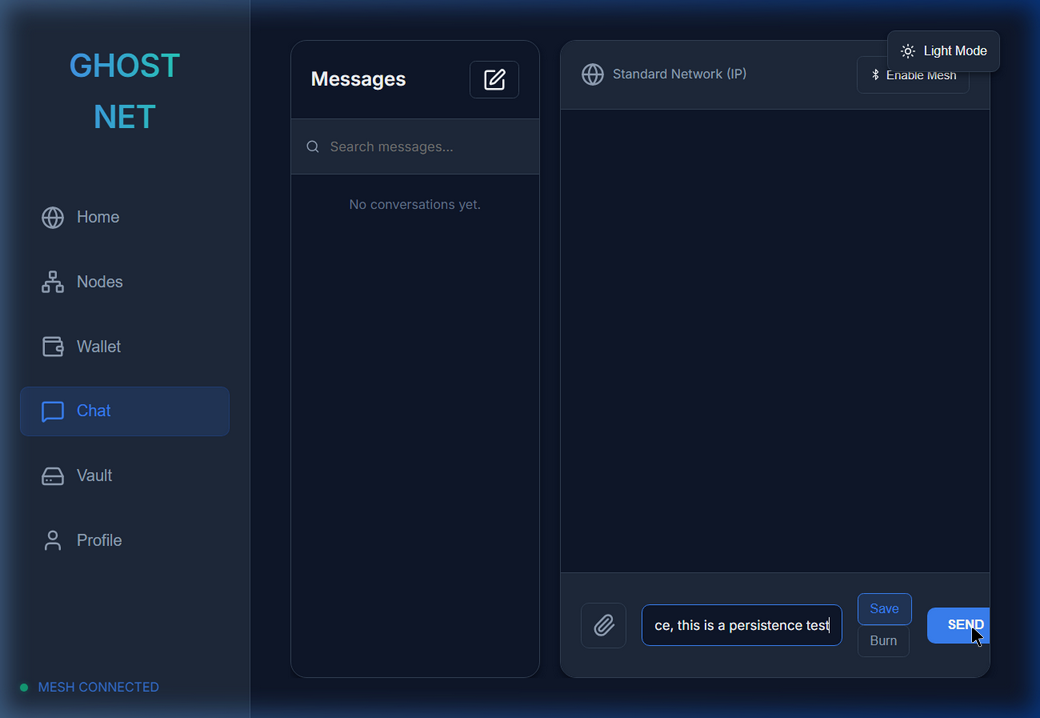 GHOST
NET
Home
Nodes
Wallet
Chat
Vault
Profile
MESH CONNECTED
Messages
Search messages...
No conversations yet.
Standard Network (IP)
Light Mode
Enable Mesh
ce, this is a persistence test
Save
Burn
SEND